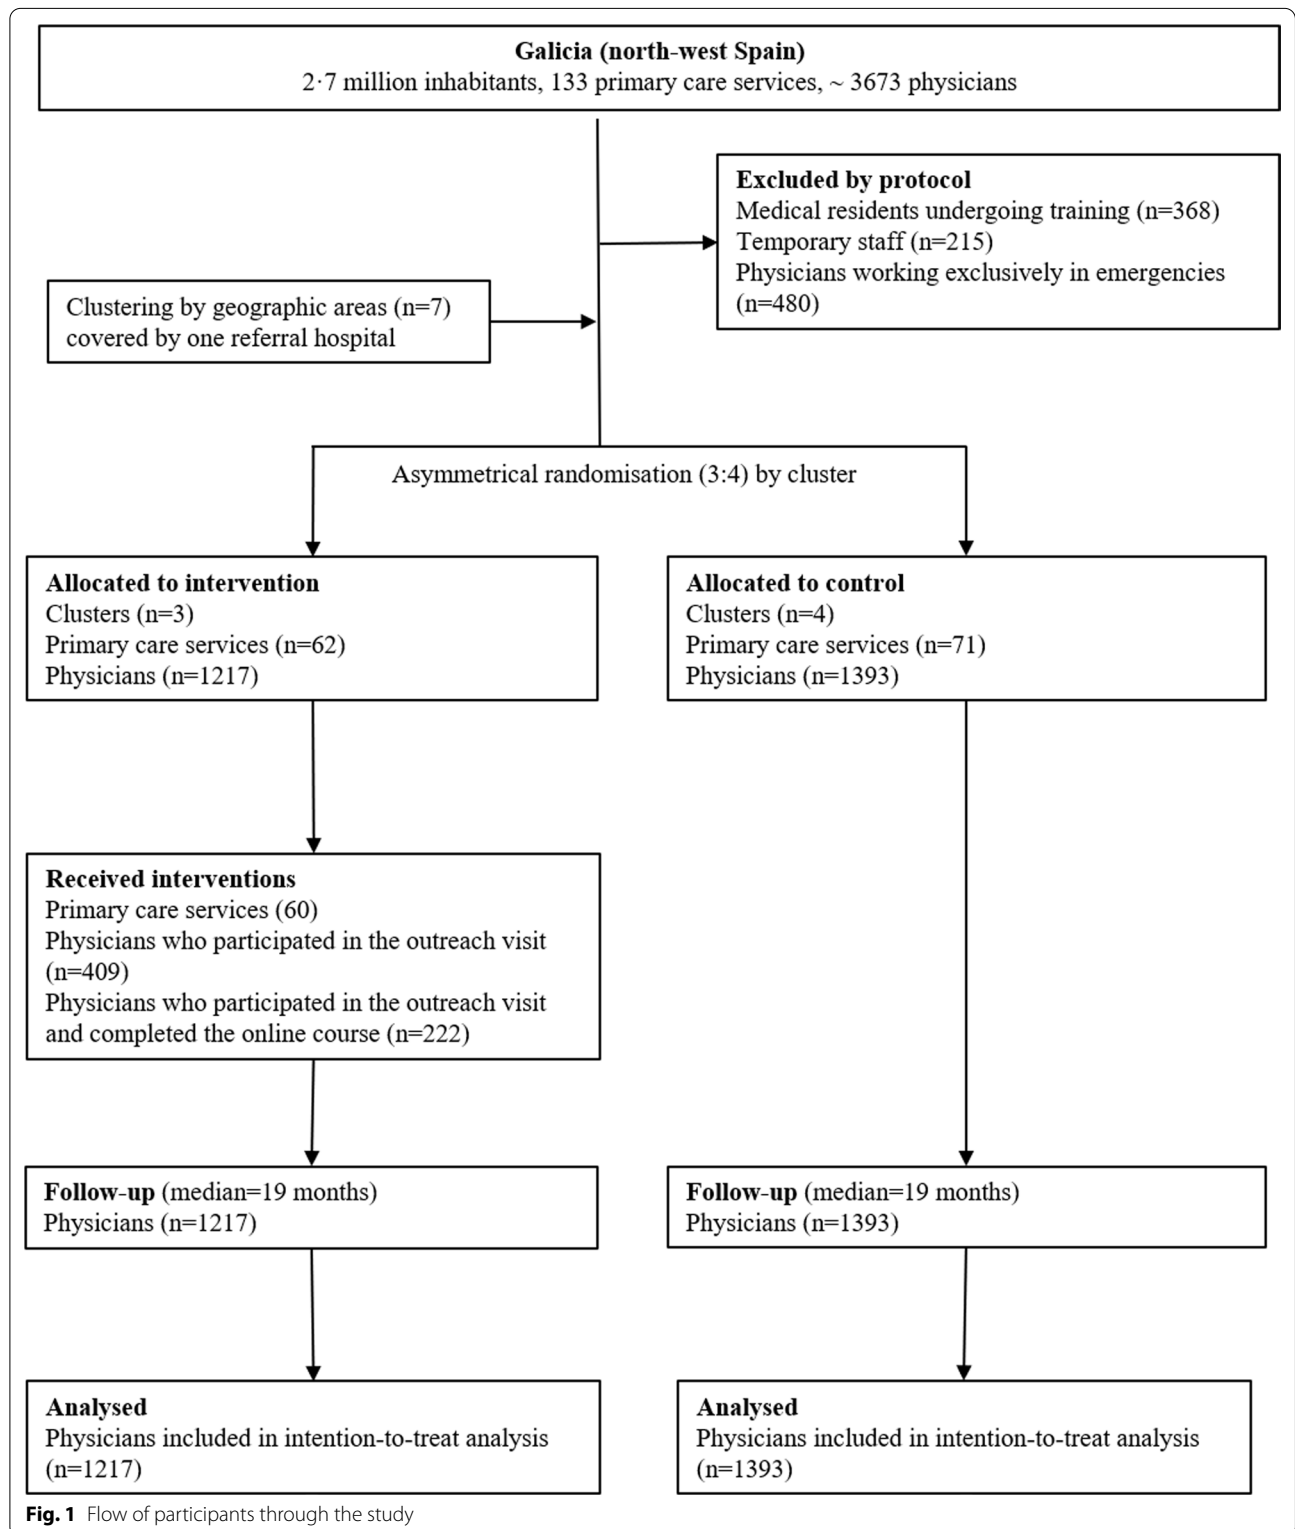 Galicia (north-west Spain)
2·7 million inhabitants, 133 primary care services, ~ 3673 physicians
Excluded by protocol
Medical residents undergoing training (n=368)
Temporary staff (n=215)
Physicians working exclusively in emergencies
(n=480)
Clustering by geographic areas (n=7)
covered by one referral hospital
Asymmetrical randomisation (3:4) by cluster
Allocated to intervention
Clusters (n=3)
Primary care services (n=62)
Physicians (n=1217)
Allocated to control
Clusters (n=4)
Primary care services (n=71)
Physicians (n=1393)
Received interventions
Primary care services (60)
Physicians who participated in the outreach visit
(n=409)
Physicians who participated in the outreach visit
and completed the online course (n=222)
Follow-up (median=19 months)
Physicians (n=1217)
Follow-up (median=19 months)
Physicians (n=1393)
Analysed
Physicians included in intention-to-treat analysis
(n=1217)
Analysed
Physicians included in intention-to-treat analysis
(n=1393)
Fig. 1 Flow of participants through the study